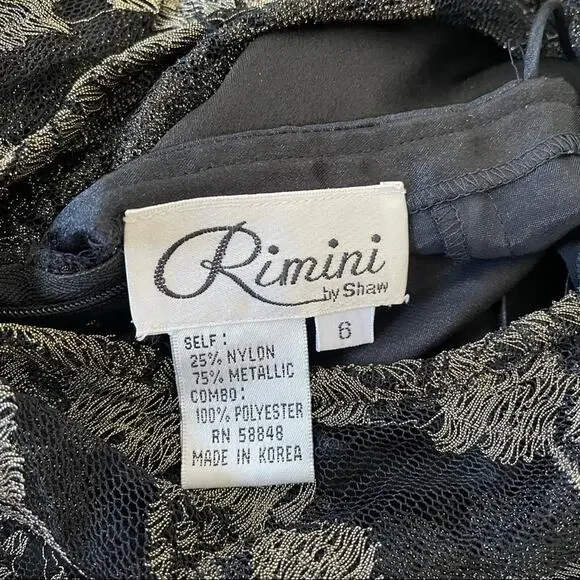 Rimini
by Shaw
6
SELF:
25% NYLON
75% METALLIC
COMBO:
100% POLYESTER
RN 58848
MADE IN KOREA